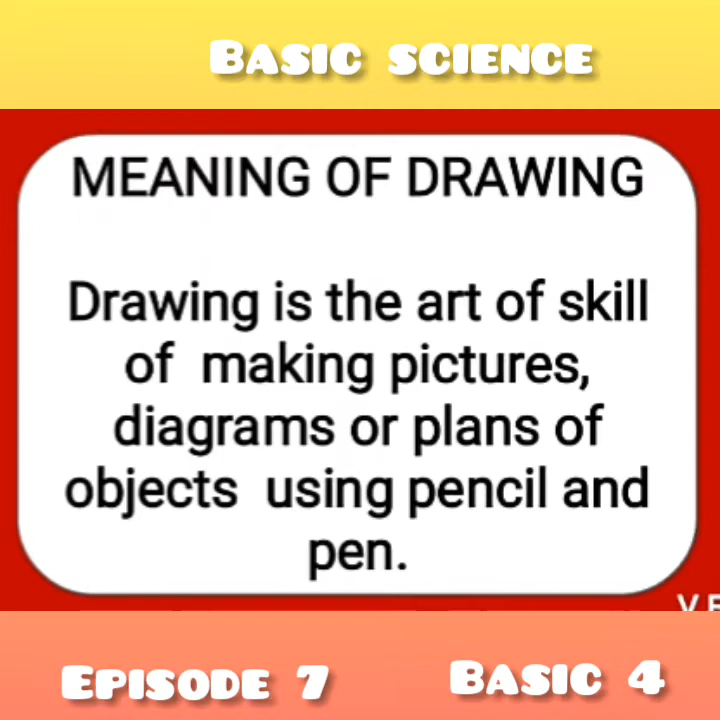 Basic science
MEANING OF DRAWING
Drawing is the art of skill
of making pictures,
diagrams or plans of
objects using pencil and
pen.
Episode 7 Basic 4